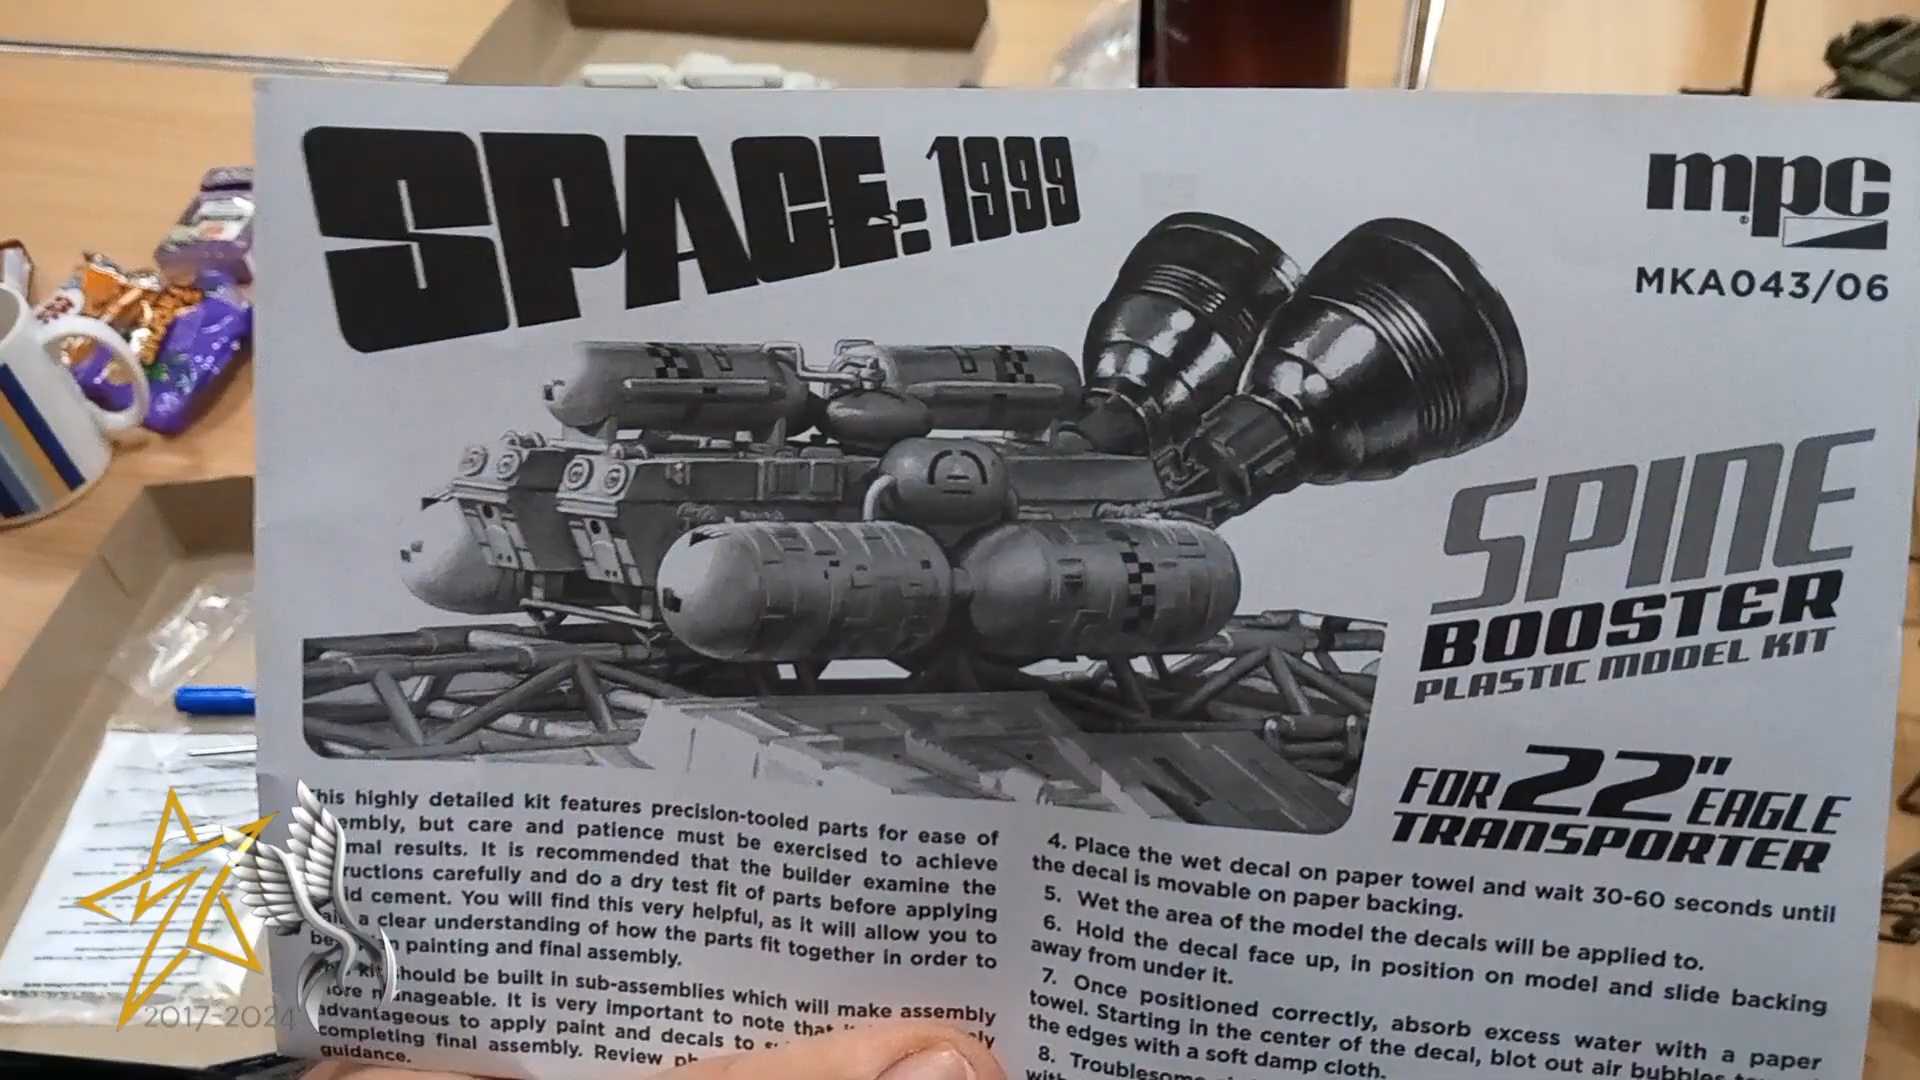 SPACE: 1999
mpc
MKA043/06
SPINE
BOOSTER
PLASTIC MODEL KIT
FOR 22" EAGLE
TRANSPORTER
This highly detailed kit features precision-tooled parts for ease of
embly, but care and patience must be exercised to achieve
mal results. It is recommended that the builder examine the
ructions carefully and do a dry test fit of parts before applying
id cement. You will find this very helpful, as it will allow you to
a clear understanding of how the parts fit together in order to
painting and final assembly.
kit should be built in sub-assemblies which will make assembly
more manageable. It is very important to note that
advantageous to apply paint and decals to
completing final assembly. Review
guidance.
4. Place the wet decal on paper towel and wait 30-60 seconds until
the decal is movable on paper backing.
5. Wet the area of the model the decals will be applied to.
6. Hold the decal face up, in position on model and slide backing
away from under it.
7. Once positioned correctly, absorb excess water with a paper
towel. Starting in the center of the decal, blot out air bubbles
the edges with a soft damp cloth.
8.
2017-2024